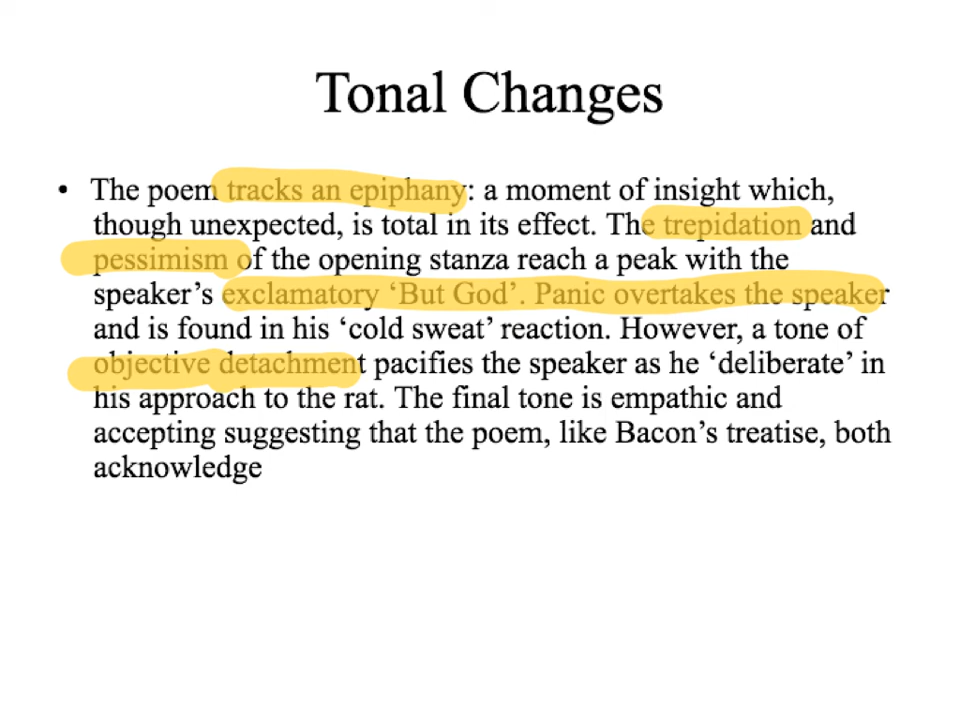 Tonal Changes
• The poem tracks an epiphany: a moment of insight which,
though unexpected, is total in its effect. The trepidation and
pessimism of the opening stanza reach a peak with the
speaker’s exclamatory ‘But God’. Panic overtakes the speaker
and is found in his ‘cold sweat’ reaction. However, a tone of
objective detachment pacifies the speaker as he ‘deliberate’ in
his approach to the rat. The final tone is empathic and
accepting suggesting that the poem, like Bacon’s treatise, both
acknowledge